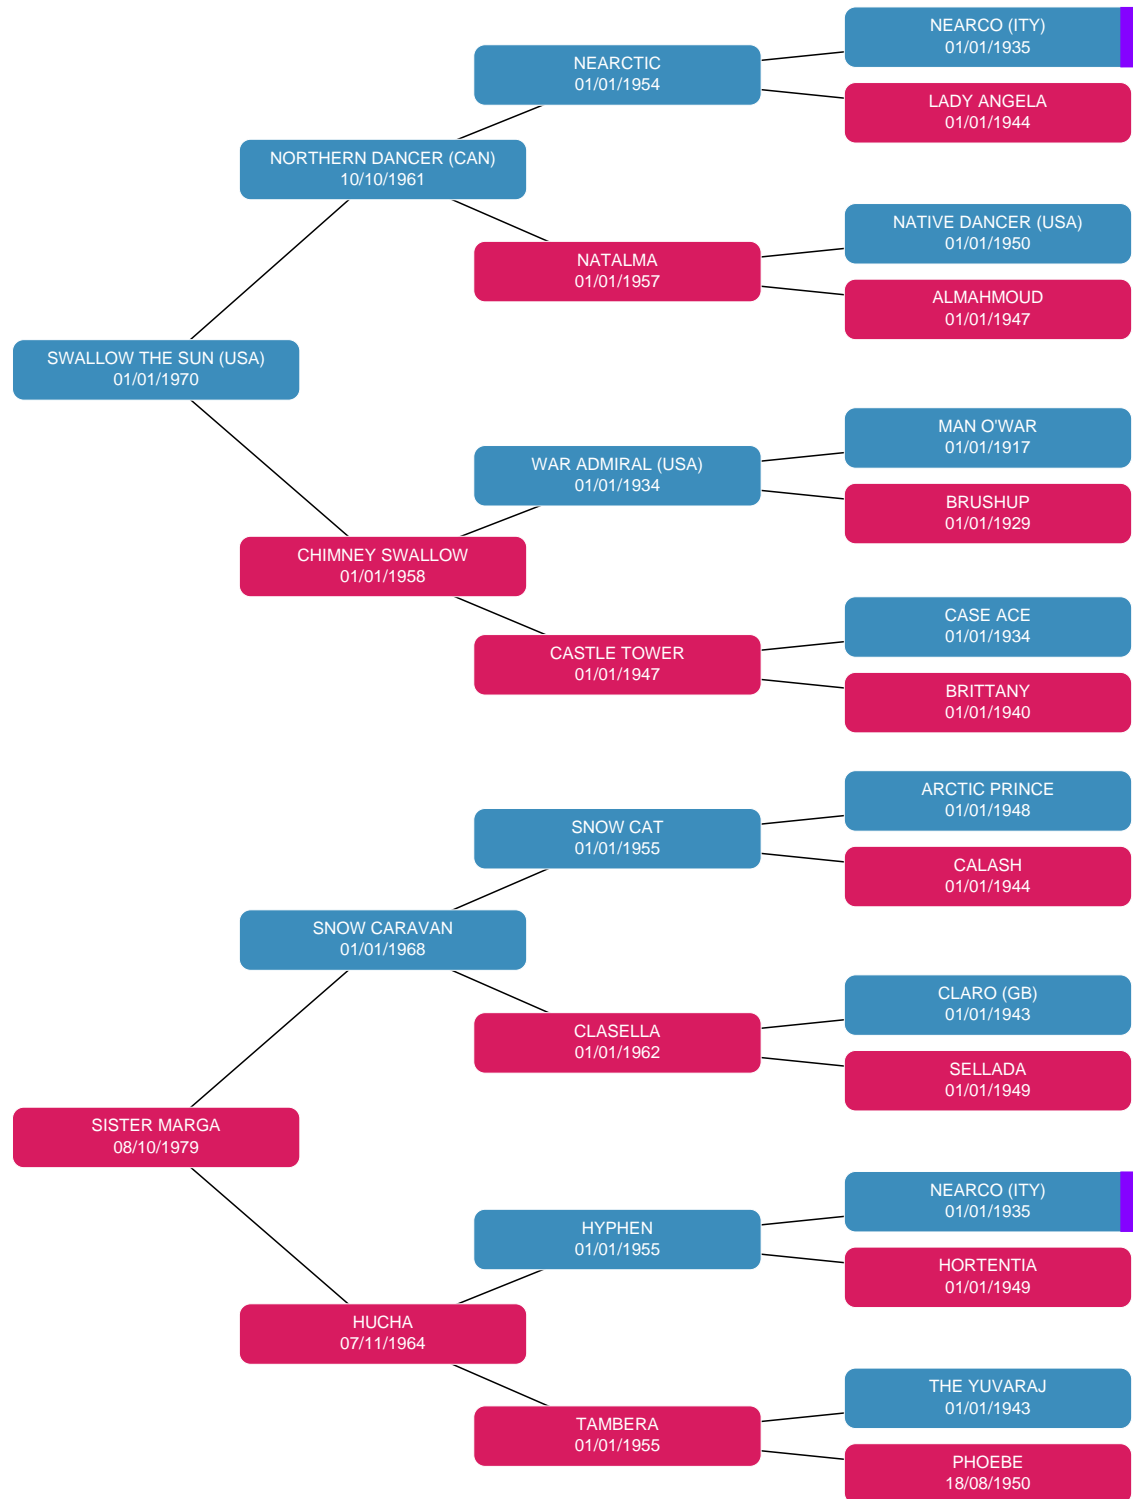 NEARCO (ITY)
01/01/1935
NEARCTIC
01/01/1954
LADY ANGELA
01/01/1944
NORTHERN DANCER (CAN)
10/10/1961
NATIVE DANCER (USA)
01/01/1950
NATALMA
01/01/1957
ALMAHMOUD
01/01/1947
SWALLOW THE SUN (USA)
01/01/1970
MAN O'WAR
01/01/1917
WAR ADMIRAL (USA)
01/01/1934
BRUSHUP
01/01/1929
CHIMNEY SWALLOW
01/01/1958
CASE ACE
01/01/1934
CASTLE TOWER
01/01/1947
BRITTANY
01/01/1940
ARCTIC PRINCE
01/01/1948
SNOW CAT
01/01/1955
CALASH
01/01/1944
SNOW CARAVAN
01/01/1968
CLARO (GB)
01/01/1943
CLASELLA
01/01/1962
SELLADA
01/01/1949
SISTER MARGA
08/10/1979
NEARCO (ITY)
01/01/1935
HYPHEN
01/01/1955
HORTENTIA
01/01/1949
HUCHA
07/11/1964
THE YUVARAJ
01/01/1943
TAMBERA
01/01/1955
PHOEBE
18/08/1950